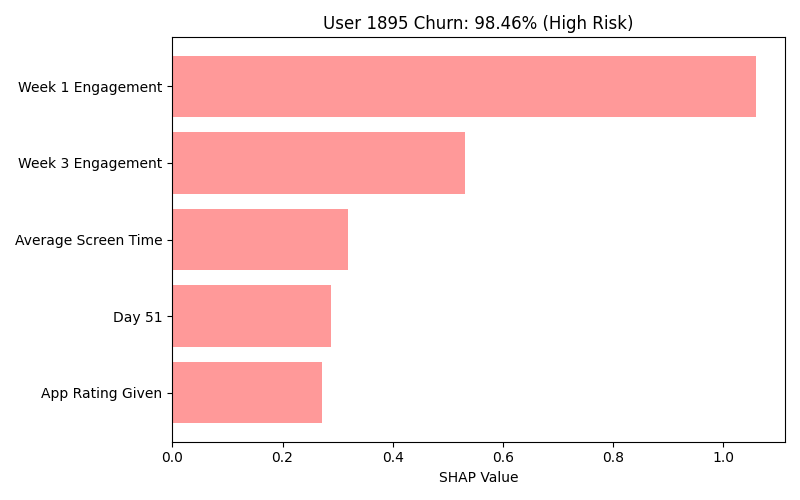 User 1895 Churn: 98.46% (High Risk)
Week 1 Engagement
Week 3 Engagement
Average Screen Time
Day 51
App Rating Given
0.0 0.2 0.4 0.6 0.8 1.0
SHAP Value